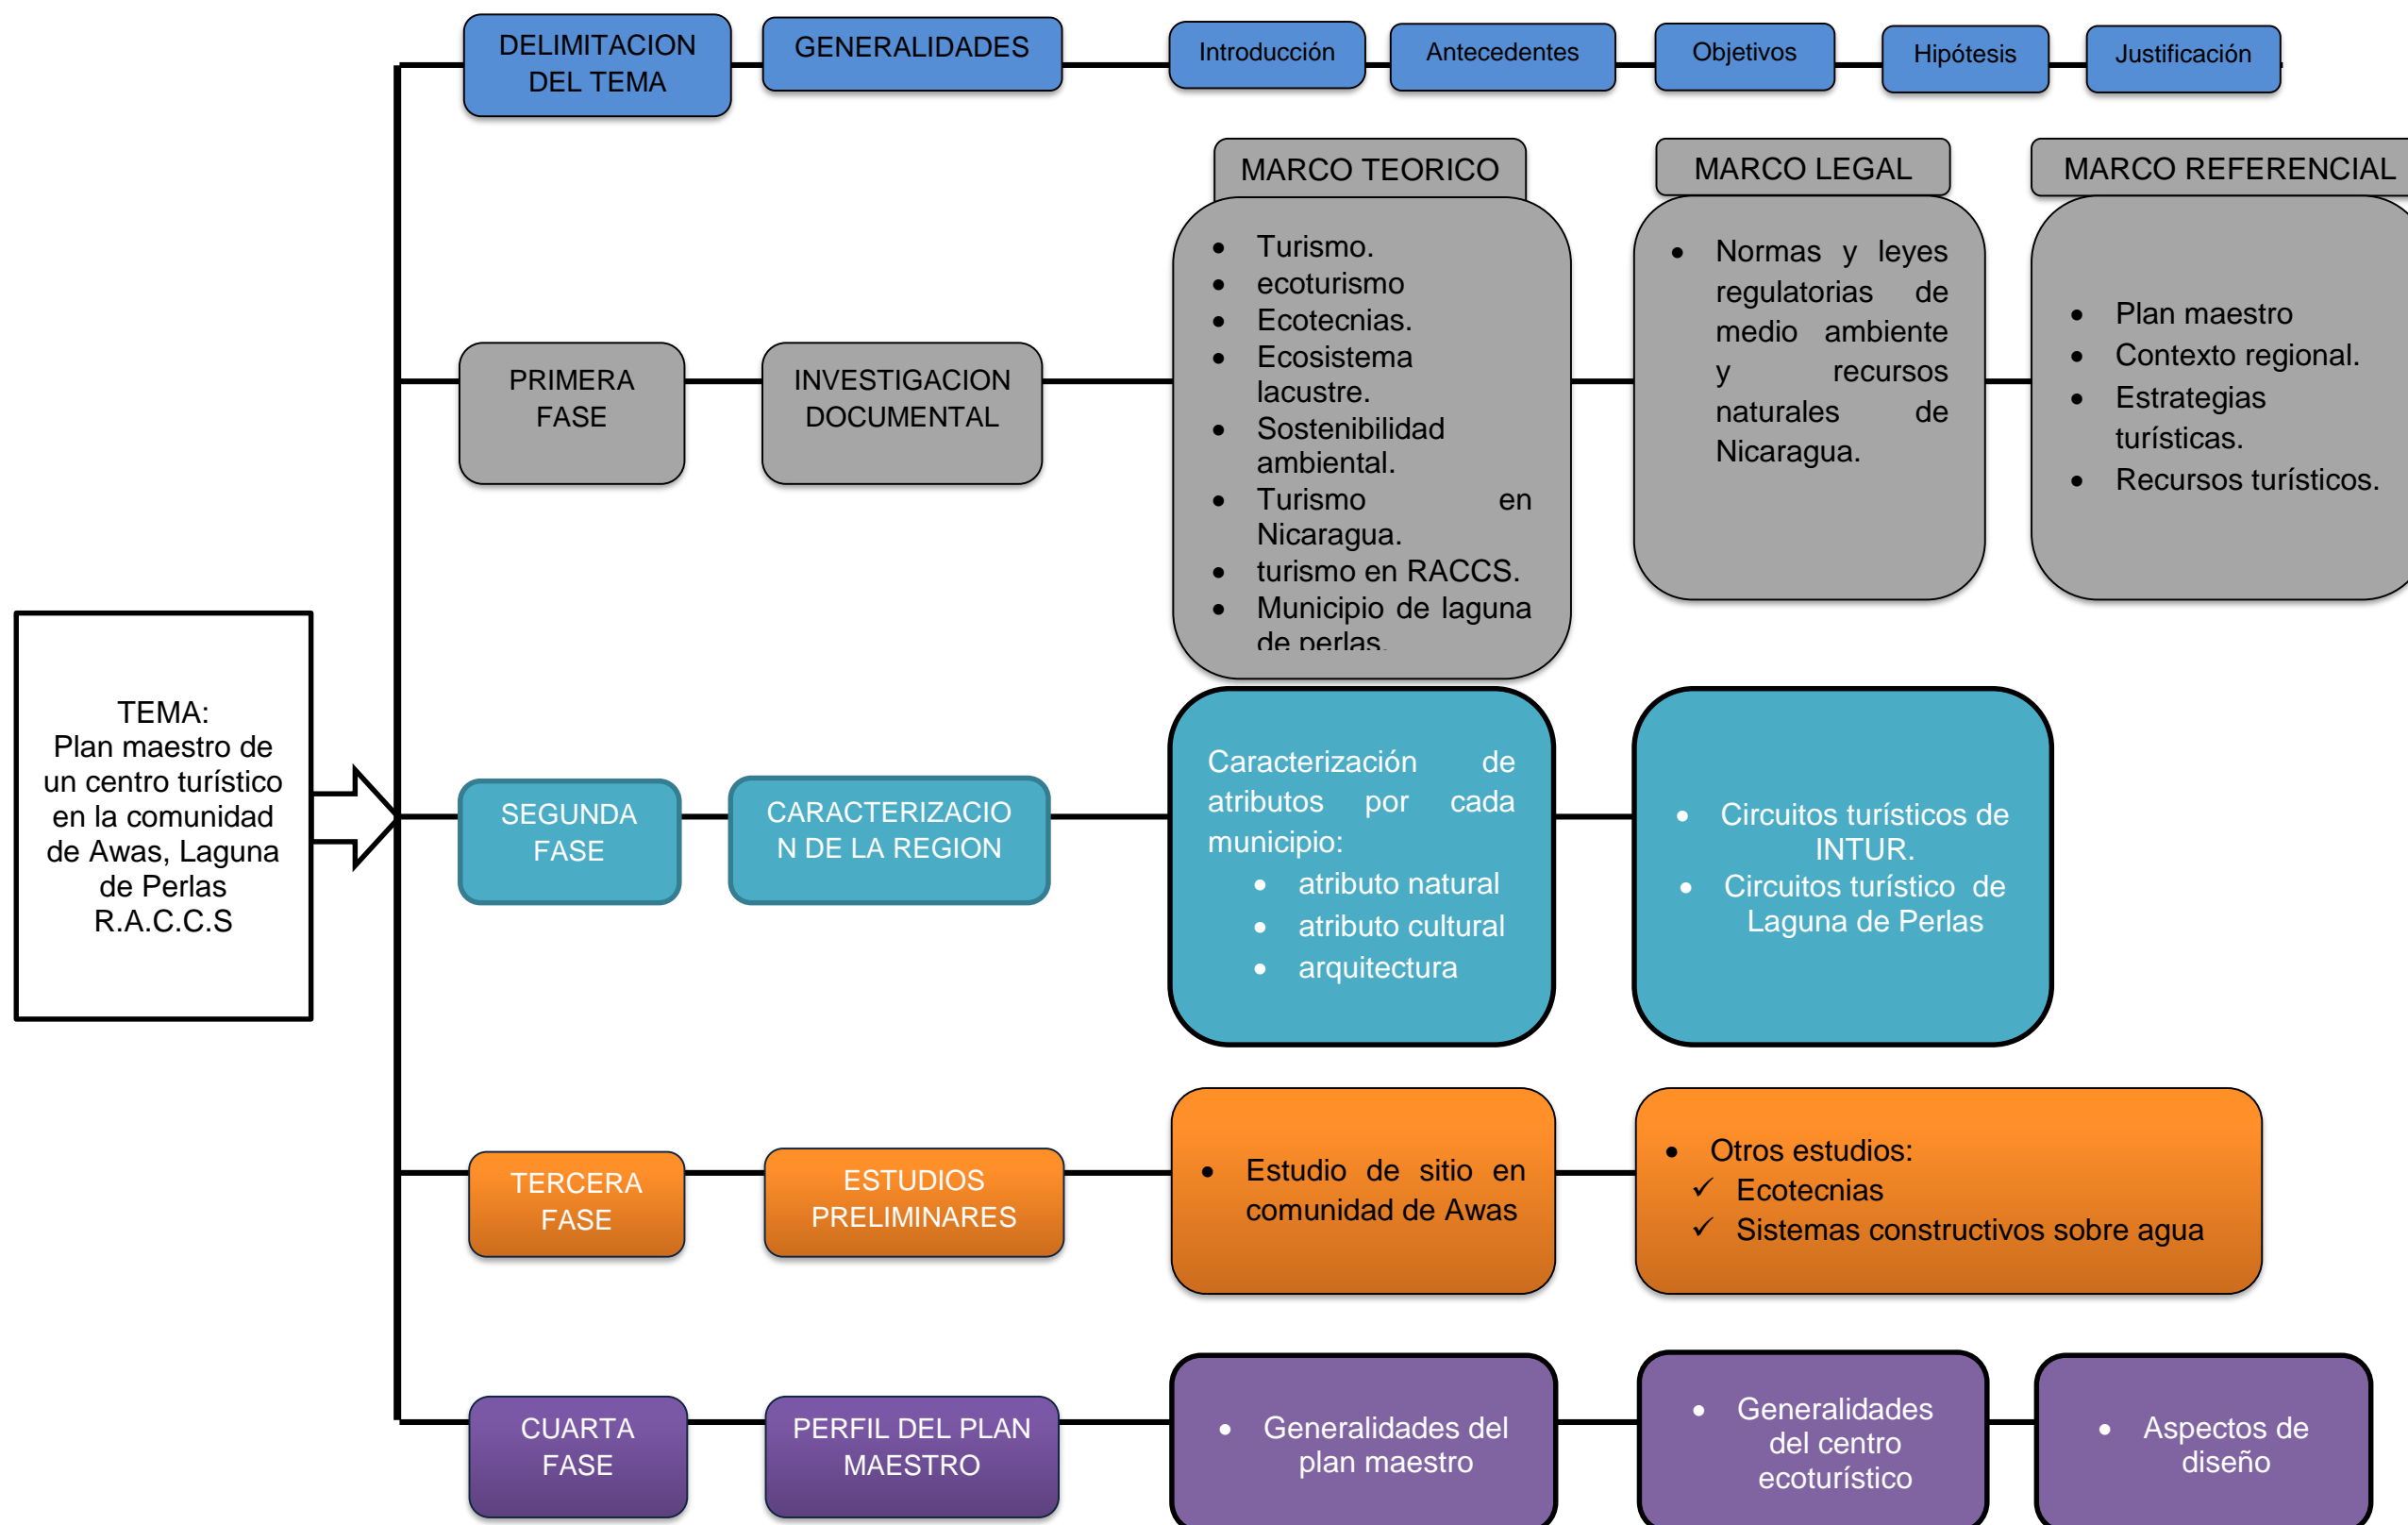 DELIMITACION
DEL TEMA
GENERALIDADES
Introducción
Antecedentes
Objetivos
Hipótesis
Justificación
PRIMERA
FASE
INVESTIGACION
DOCUMENTAL
MARCO TEORICO
• Turismo.
• ecoturismo
• Ecotecnias.
• Ecosistema
lacustre.
• Sostenibilidad
ambiental.
• Turismo en
Nicaragua.
• turismo en RACCS.
• Municipio de laguna
de perlas.
MARCO LEGAL
• Normas y leyes
regulatorias de
medio ambiente
y recursos
naturales de
Nicaragua.
MARCO REFERENCIAL
• Plan maestro
• Contexto regional.
• Estrategias
turísticas.
• Recursos turísticos.
TEMA:
Plan maestro de
un centro turístico
en la comunidad
de Awas, Laguna
de Perlas
R.A.C.C.S
SEGUNDA
FASE
CARACTERIZACIO
N DE LA REGION
Caracterización de
atributos por cada
municipio:
• atributo natural
• atributo cultural
• arquitectura
• Circuitos turísticos de
INTUR.
• Circuitos turístico de
Laguna de Perlas
TERCERA
FASE
ESTUDIOS
PRELIMINARES
• Estudio de sitio en
comunidad de Awas
• Otros estudios:
✓ Ecotecnias
✓ Sistemas constructivos sobre agua
CUARTA
FASE
PERFIL DEL PLAN
MAESTRO
• Generalidades del
plan maestro
• Generalidades
del centro
ecoturístico
• Aspectos de
diseño